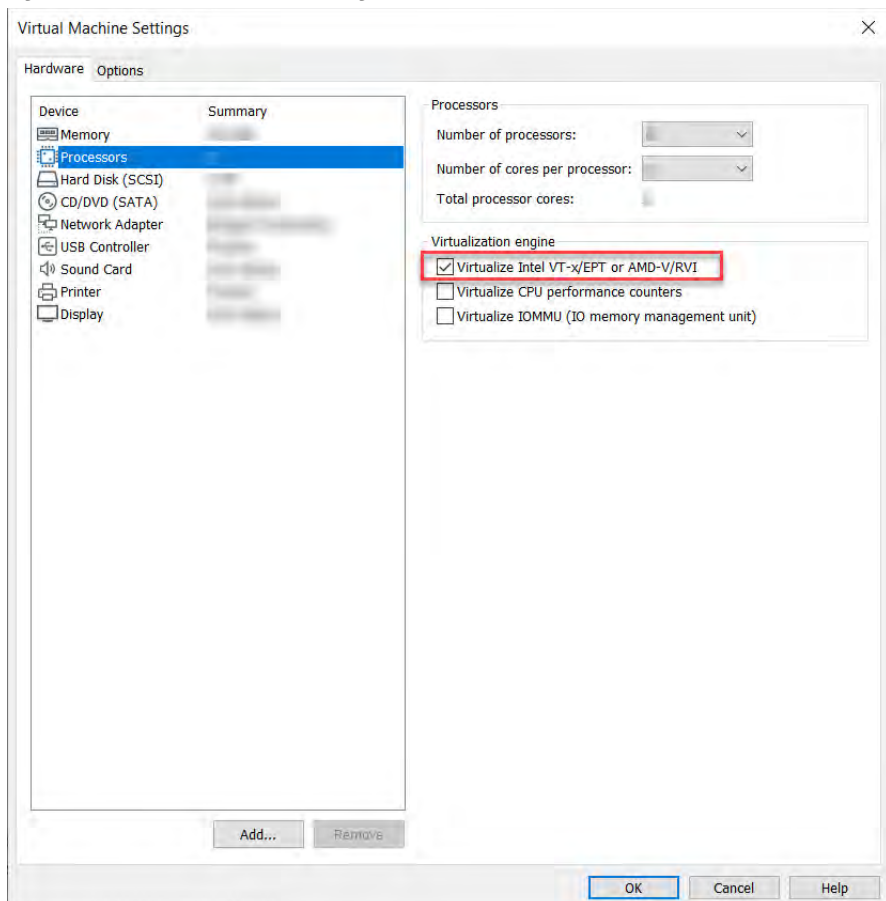 Virtual Machine Settings
Hardware Options
Device Summary
Memory
Processors
Hard Disk (SCSI)
CD/DVD (SATA)
Network Adapter
USB Controller
Sound Card
Printer
Display
Add... Remove
Processors
Number of processors:
Number of cores per processor:
Total processor cores:
Virtualization engine
Virtualize Intel VT-x/EPT or AMD-V/RVI
Virtualize CPU performance counters
Virtualize IOMMU (IO memory management unit)
OK Cancel Help